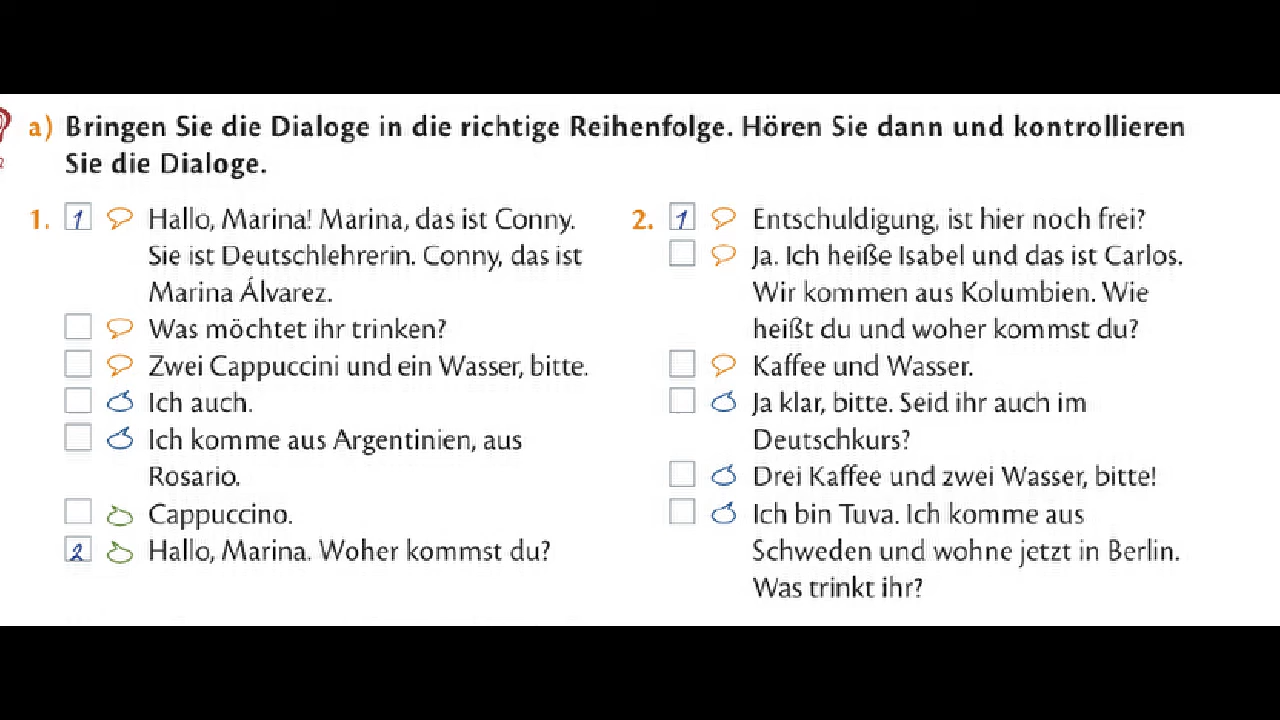 a) Bringen Sie die Dialoge in die richtige Reihenfolge. Hören Sie dann und kontrollieren
Sie die Dialoge.
1. 1 Hallo, Marina! Marina, das ist Conny.
Sie ist Deutschlehrerin. Conny, das ist
Marina Álvarez.
Was möchtet ihr trinken?
Zwei Cappuccini und ein Wasser, bitte.
Ich auch.
Ich komme aus Argentinien, aus
Rosario.
Cappuccino.
2 Hallo, Marina. Woher kommst du?
2. 1 Entschuldigung, ist hier noch frei?
Ja. Ich heiße Isabel und das ist Carlos.
Wir kommen aus Kolumbien. Wie
heißt du und woher kommst du?
Kaffee und Wasser.
Ja klar, bitte. Seid ihr auch im
Deutschkurs?
Drei Kaffee und zwei Wasser, bitte!
Ich bin Tuva. Ich komme aus
Schweden und wohne jetzt in Berlin.
Was trinkt ihr?